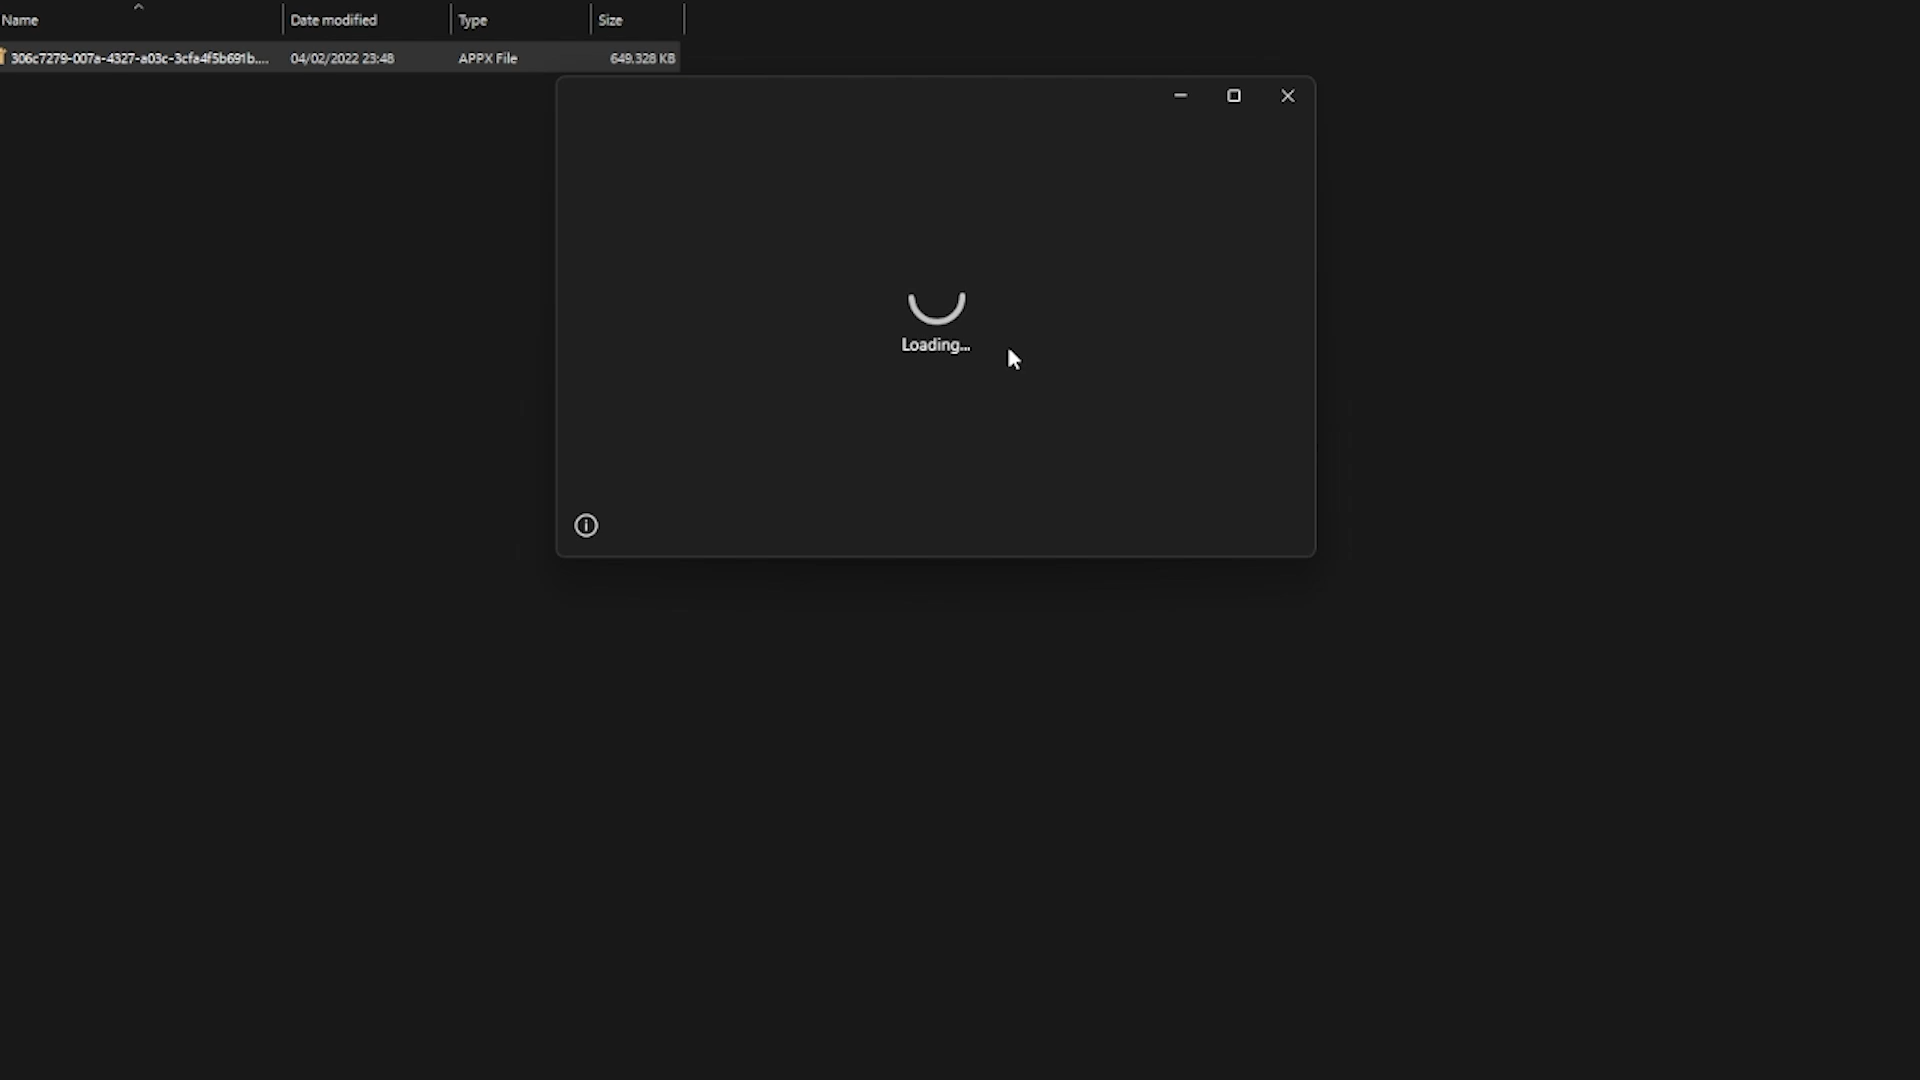 Name Date modified Type Size
306c7279-007a-4327-a03c-3cfa4f5b691b.... 04/02/2022 23:48 APPX File 649.328 KB
Loading...